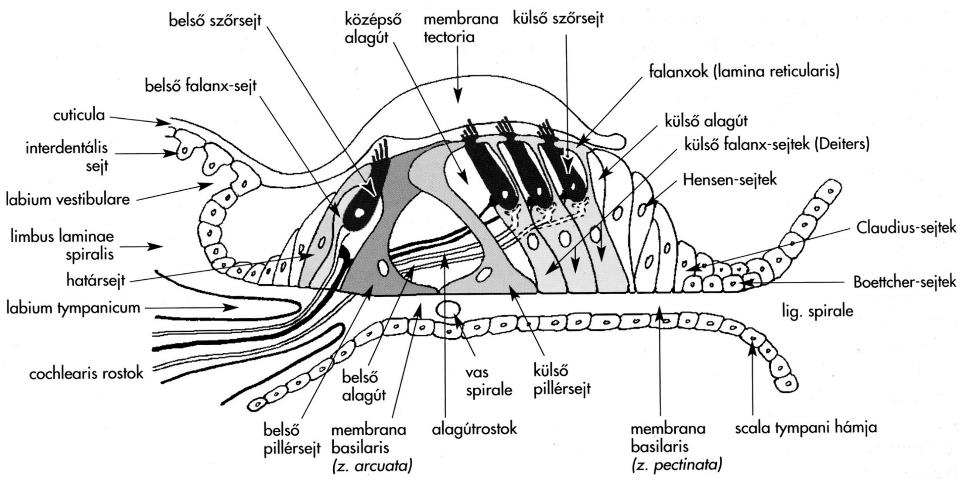 belső szőrsejt
középső
alagút
membrana
tectoria
külső szőrsejt
belső falanx-sejt
falanxok (lamina reticularis)
cuticula
külső alagút
interdentális
sejt
külső falanx-sejtek (Deiters)
Hensen-sejtek
labium vestibulare
limbus laminae
spiralis
Claudius-sejtek
határsejt
Boettcher-sejtek
labium tympanicum
lig. spirale
cochlearis rostok
belső
alagút
vas
spirale
külső
pillérsejt
belső
pillérsejt
membrana
basilaris
(z. arcuata)
alagútrostok
membrana
basilaris
(z. pectinata)
scala tympani hámja